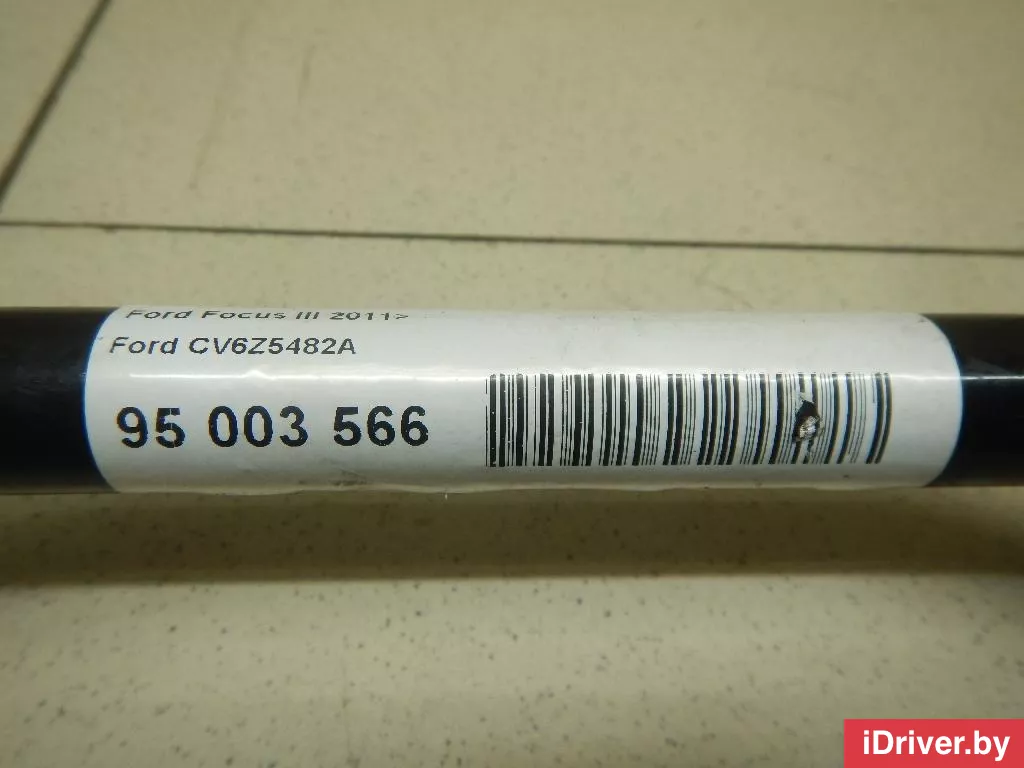 Ford Focus III 2011>
Ford CV6Z5482A
95 003 566
iDriver.by